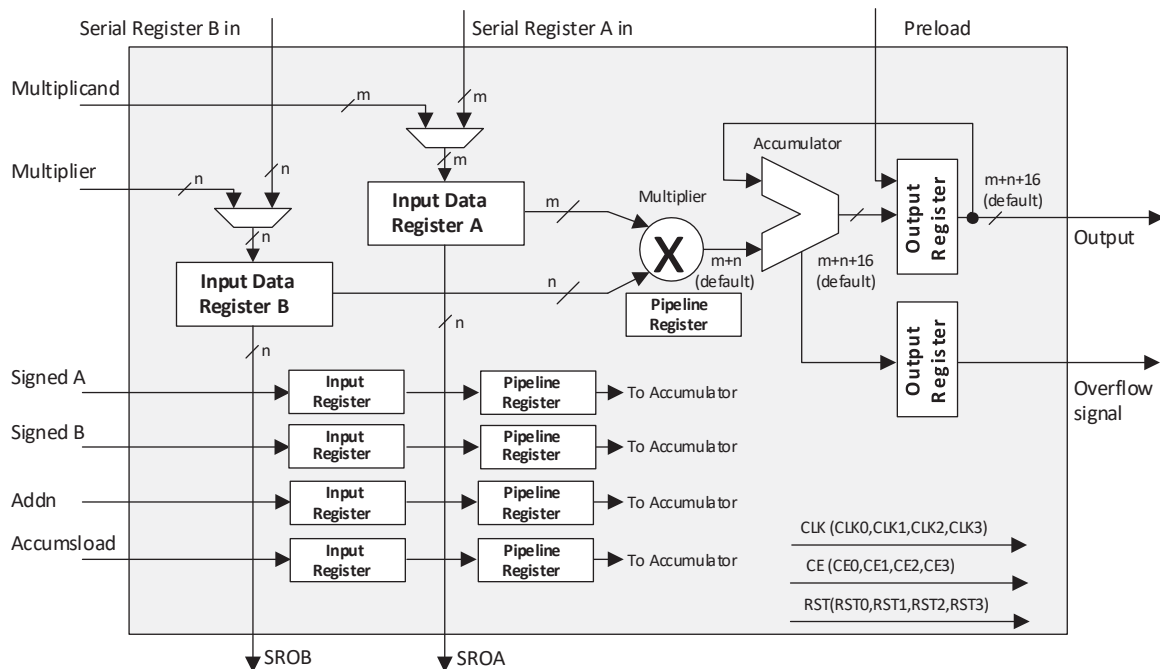 Serial Register B in
Serial Register A in
Preload
Multiplicand
m
m
Accumulator
Multiplier
n
n
m
Input Data
Register A
m
Multiplier
X
m+n
(default)
m+n+16
(default)
Output
Register
m+n+16
(default)
Output
n
Input Data
Register B
n
Pipeline
Register
n
n
Output
Register
Overflow
signal
Signed A
Input
Register
Pipeline
Register
To Accumulator
Signed B
Input
Register
Pipeline
Register
To Accumulator
Addn
Input
Register
Pipeline
Register
To Accumulator
Accumsload
Input
Register
Pipeline
Register
To Accumulator
CLK (CLK0,CLK1,CLK2,CLK3)
CE (CE0,CE1,CE2,CE3)
RST(RST0,RST1,RST2,RST3)
SROB
SROA